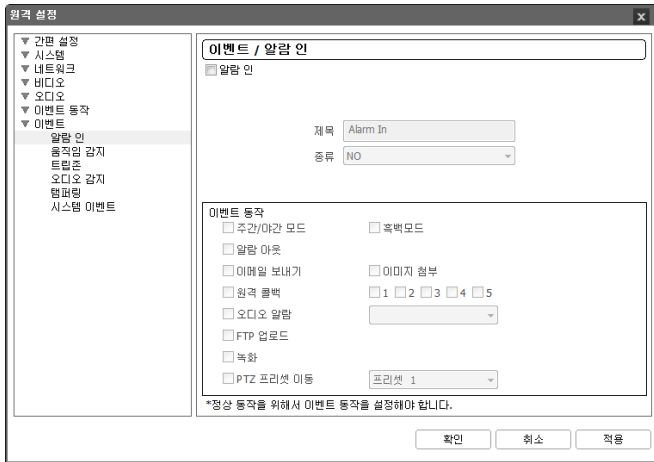 원격 설정
x
간편 설정
시스템
네트워크
비디오
오디오
이벤트 동작
이벤트
알람 인
움직임 감지
트립존
오디오 감지
탬퍼링
시스템 이벤트
이벤트 / 알람 인
알람 인
제목 Alarm In
종류 NO
이벤트 동작
주간/야간 모드 흑백모드
알람 아웃
이메일 보내기 이미지 첨부
원격 콜백 1 2 3 4 5
오디오 알람
FTP 업로드
녹화
PTZ 프리셋 이동 프리셋 1
*정상 동작을 위해서 이벤트 동작을 설정해야 합니다.
확인 취소 적용